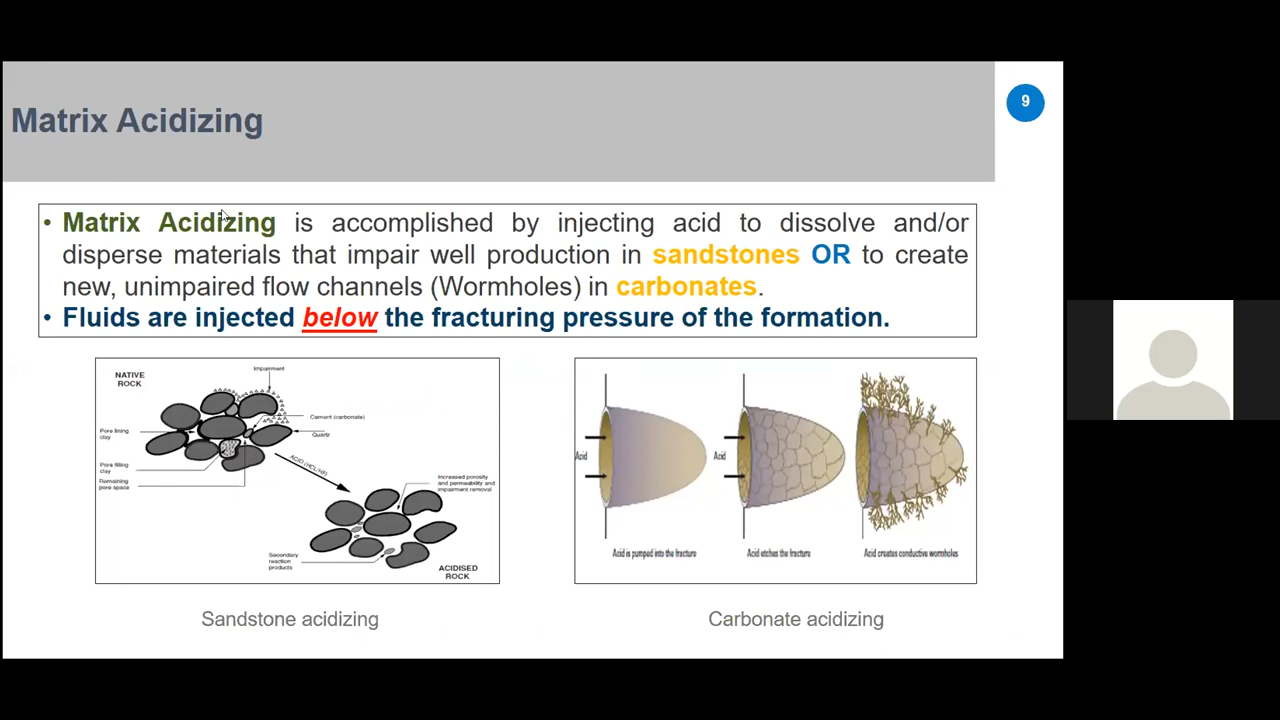 Matrix Acidizing
9
• Matrix Acidizing is accomplished by injecting acid to dissolve and/or
disperse materials that impair well production in sandstones OR to create
new, unimpaired flow channels (Wormholes) in carbonates.
• Fluids are injected below the fracturing pressure of the formation.
NATIVE
ROCK
Impairment
Cement (carbonate)
Quartz
Pore lining
clay
Pore filling
clay
Remaining
pore space
ACID (HCL/HF)
Increased porosity
and permeability and
impairment removal
Secondary
reaction
products
ACIDISED
ROCK
Acid
Acid
Acid is pumped into the fracture
Acid etches the fracture
Acid creates conductive wormholes
Sandstone acidizing
Carbonate acidizing